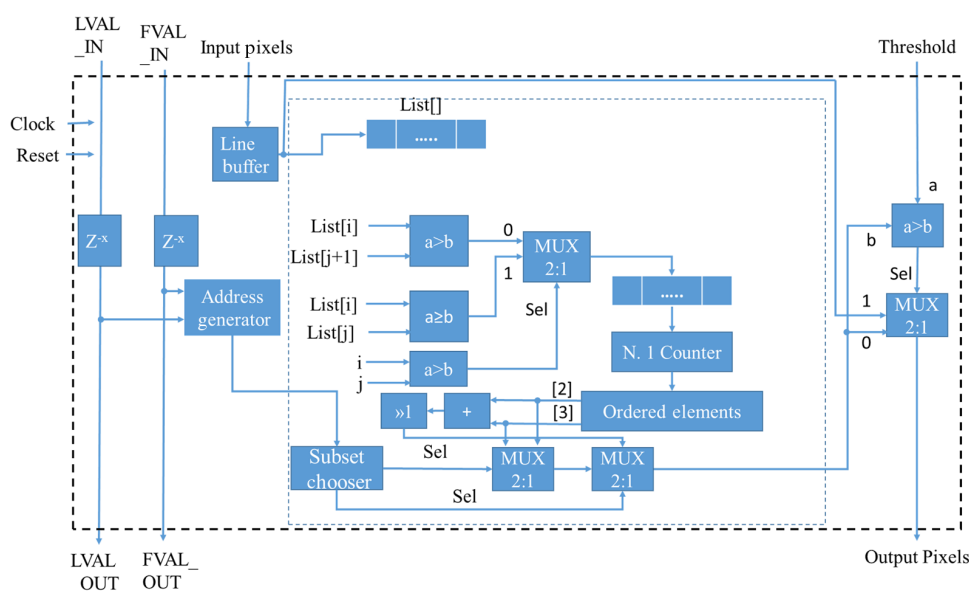 LVAL
_IN
FVAL
_IN
Input pixels
Threshold
List[]
Clock
Reset
Line
buffer
.....
a
List[i]
List[j+1]
a>b
0
1
MUX
2:1
b
a>b
Z-x
Z-x
Sel
Address
generator
List[i]
List[j]
a≥b
Sel
.....
1
0
MUX
2:1
i
j
a>b
N. 1 Counter
»1
+
[2]
[3]
Ordered elements
Subset
chooser
Sel
Sel
MUX
2:1
MUX
2:1
LVAL
OUT
FVAL_
OUT
Output Pixels